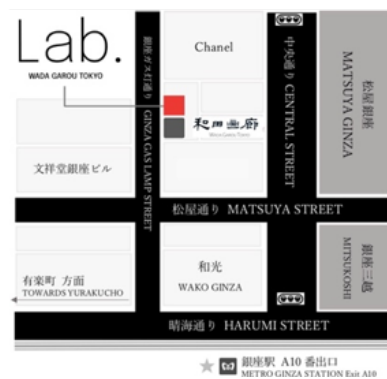 Lab.
WADA GAROU TOKYO
Chanel
銀座ガス灯通り GINZA GAS LAMP STREET
中央通り CENTRAL STREET
松屋銀座
MATSUYA GINZA
和田画廊
Wada Garou Tokyo
文祥堂銀座ビル
松屋通り MATSUYA STREET
有楽町 方面
TOWARDS YURAKUCHO
和光
WAKO GINZA
銀座三越
MITSUKOSHI
晴海通り HARUMI STREET
銀座駅 A10 番出口
METRO GINZA STATION Exit A10